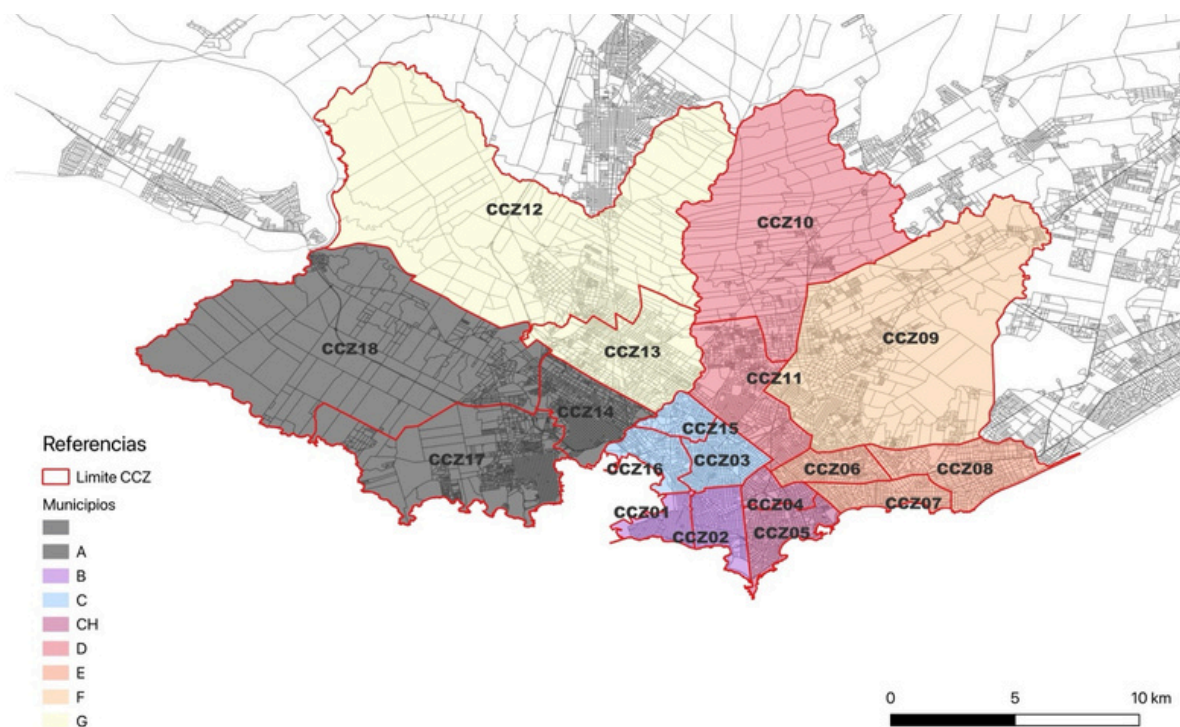 CCZ12
CCZ10
CCZ09
CCZ18
CCZ13
CCZ11
CCZ14
CCZ15
CCZ17
CCZ16
CCZ03
CCZ06
CCZ08
CCZ01
CCZ04
CCZ07
CCZ02
CCZ05
Referencias
Limite CCZ
Municipios
A
B
C
CH
D
E
F
G
0 5 10 km